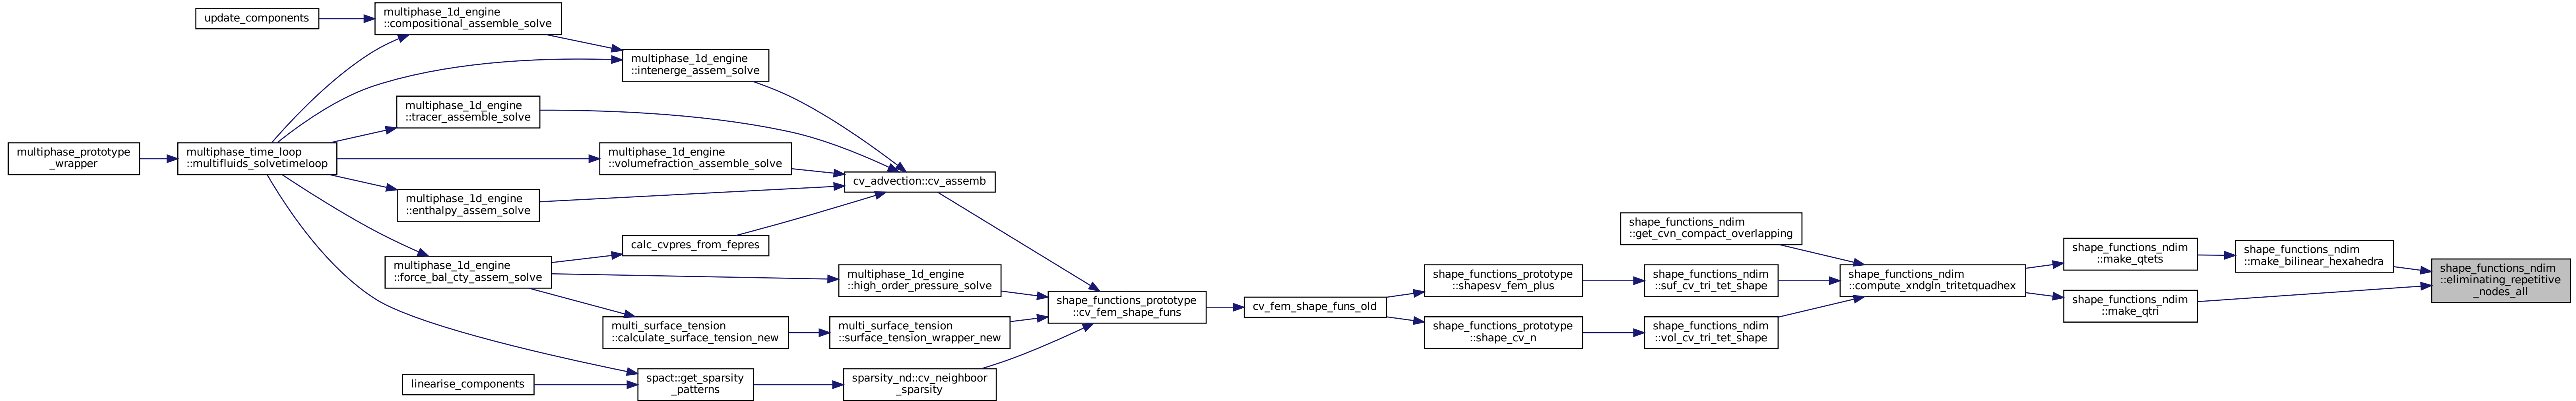 update_components
multiphase_1d_engine
::compositional_assemble_solve
multiphase_1d_engine
::intenerge_assem_solve
multiphase_1d_engine
::tracer_assemble_solve
multiphase_prototype
_wrapper
multiphase_time_loop
::multifluids_solvetimeloop
multiphase_1d_engine
::volumefraction_assemble_solve
cv_advection::cv_assemb
multiphase_1d_engine
::enthalpy_assem_solve
calc_cvpres_from_fepres
multiphase_1d_engine
::force_bal_cty_assem_solve
multiphase_1d_engine
::high_order_pressure_solve
multi_surface_tension
::calculate_surface_tension_new
multi_surface_tension
::surface_tension_wrapper_new
linearise_components
spact::get_sparsity
_patterns
sparsity_nd::cv_neighboor
_sparsity
shape_functions_prototype
::cv_fem_shape_funs
cv_fem_shape_funs_old
shape_functions_prototype
::shapesv_fem_plus
shape_functions_prototype
::shape_cv_n
shape_functions_ndim
::get_cvn_compact_overlapping
shape_functions_ndim
::suf_cv_tri_tet_shape
shape_functions_ndim
::vol_cv_tri_tet_shape
shape_functions_ndim
::compute_xndgln_tritetquadhex
shape_functions_ndim
::make_qtets
shape_functions_ndim
::make_qtri
shape_functions_ndim
::make_bilinear_hexahedra
shape_functions_ndim
::eliminating_repetitive
_nodes_all